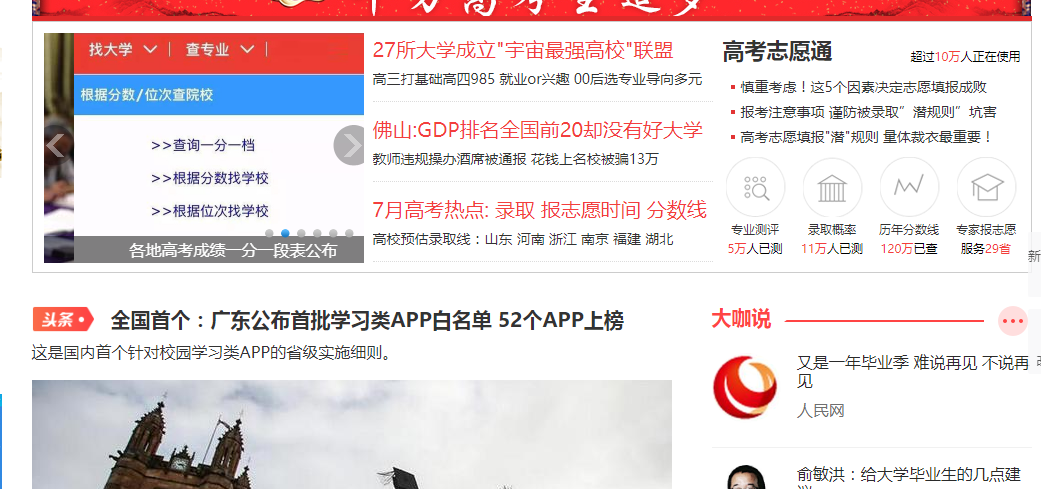 找大学 查专业
根据分数/位次查院校
>>查询一分一档
>>根据分数找学校
>>根据位次找学校
各地高考成绩一分一段表公布
27所大学成立"宇宙最强高校"联盟
高三打基础高四985 就业or兴趣 00后选专业导向多元
佛山:GDP排名全国前20却没有好大学
教师违规操办酒席被通报 花钱上名校被骗13万
7月高考热点: 录取 报志愿时间 分数线
高校预估录取线：山东 河南 浙江 南京 福建 湖北
高考志愿通 超过10万人正在使用
慎重考虑！这5个因素决定志愿填报成败
报考注意事项 谨防被录取”潜规则”坑害
高考志愿填报"潜"规则 量体裁衣最重要！
专业测评 录取概率 历年分数线 专家报志愿
5万人已测 11万人已测 120万已查 服务29省
新
头条 全国首个：广东公布首批学习类APP白名单 52个APP上榜
这是国内首个针对校园学习类APP的省级实施细则。
大咖说
又是一年毕业季 难说再见 不说再
见
人民网
俞敏洪：给大学毕业生的几点建